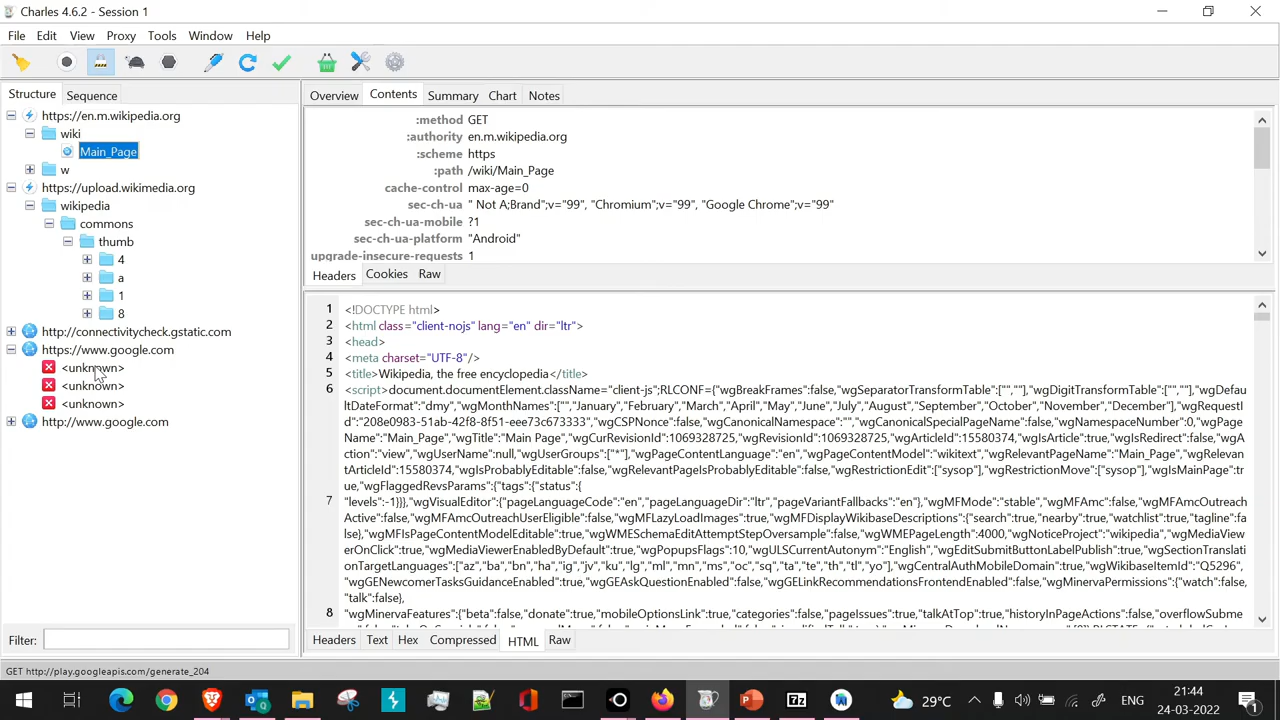 Charles 4.6.2 - Session 1
File Edit View Proxy Tools Window Help
Structure Sequence
https://en.m.wikipedia.org
wiki
Main_Page
w
https://upload.wikimedia.org
wikipedia
commons
thumb
4
a
1
8
http://connectivitycheck.gstatic.com
https://www.google.com
<unknown>
<unknown>
<unknown>
http://www.google.com
Filter:
Overview Contents Summary Chart Notes
:method GET
:authority en.m.wikipedia.org
:scheme https
:path /wiki/Main_Page
cache-control max-age=0
sec-ch-ua " Not A;Brand";v="99", "Chromium";v="99", "Google Chrome";v="99"
sec-ch-ua-mobile ?1
sec-ch-ua-platform "Android"
upgrade-insecure-requests 1
Headers Cookies Raw
1 <!DOCTYPE html>
2 <html class="client-nojs" lang="en" dir="ltr">
3 <head>
4 <meta charset="UTF-8"/>
5 <title>Wikipedia, the free encyclopedia</title>
6 <script>document.documentElement.className="client-js";RLCONF={"wgBreakFrames":false,"wgSeparatorTransformTable":["",""],"wgDigitTransformTable":["",""],"wgDefau
ltDateFormat":"dmy","wgMonthNames":["","January","February","March","April","May","June","July","August","September","October","November","December"],"wgRequestI
d":"208e0983-51ab-42f8-8f51-eee73c673333","wgCSPNonce":false,"wgCanonicalNamespace":"","wgCanonicalSpecialPageName":false,"wgNamespaceNumber":0,"wgPage
Name":"Main_Page","wgTitle":"Main Page","wgCurRevisionId":1069328725,"wgRevisionId":1069328725,"wgArticleId":15580374,"wgIsArticle":true,"wgIsRedirect":false,"wgA
ction":"view","wgUserName":null,"wgUserGroups":["*"],"wgPageContentLanguage":"en","wgPageContentModel":"wikitext","wgRelevantPageName":"Main_Page","wgRelev
antArticleId":15580374,"wgIsProbablyEditable":false,"wgRelevantPageIsProbablyEditable":false,"wgRestrictionEdit":["sysop"],"wgRestrictionMove":["sysop"],"wgIsMainPage":tr
ue,"wgFlaggedRevsParams":{"tags":{"status":{
7 "levels":-1}}},"wgVisualEditor":{"pageLanguageCode":"en","pageLanguageDir":"ltr","pageVariantFallbacks":"en"},"wgMFMode":"stable","wgMFAmc":false,"wgMFAmcOutreach
Active":false,"wgMFAmcOutreachUserEligible":false,"wgMFLazyLoadImages":true,"wgMFDisplayWikibaseDescriptions":{"search":true,"nearby":true,"watchlist":true,"tagline":fa
lse},"wgMFIsPageContentModelEditable":true,"wgWMESchemaEditAttemptStepOversample":false,"wgWMEPageLength":4000,"wgNoticeProject":"wikipedia","wgMediaView
erOnClick":true,"wgMediaViewerEnabledByDefault":true,"wgPopupsFlags":10,"wgULSCurrentAutonym":"English","wgEditSubmitButtonLabelPublish":true,"wgSectionTranslati
onTargetLanguages":["az","ba","bn","ha","ig","jv","ku","lg","ml","mn","ms","oc","sq","ta","te","th","tl","yo"],"wgCentralAuthMobileDomain":true,"wgWikibaseItemId":"Q5296",
"wgGENewcomerTasksGuidanceEnabled":true,"wgGEAskQuestionEnabled":false,"wgGELinkRecommendationsFrontendEnabled":false,"wgMinervaPermissions":{"watch":false,
"talk":false},
8 "wgMinervaFeatures":{"beta":false,"donate":true,"mobileOptionsLink":true,"categories":false,"pageIssues":true,"talkAtTop":true,"historyInPageActions":false,"overflowSubme
Headers Text Hex Compressed HTML Raw
GET http://play.googleapis.com/generate_204
29°C
ENG
21:44
24-03-2022
1